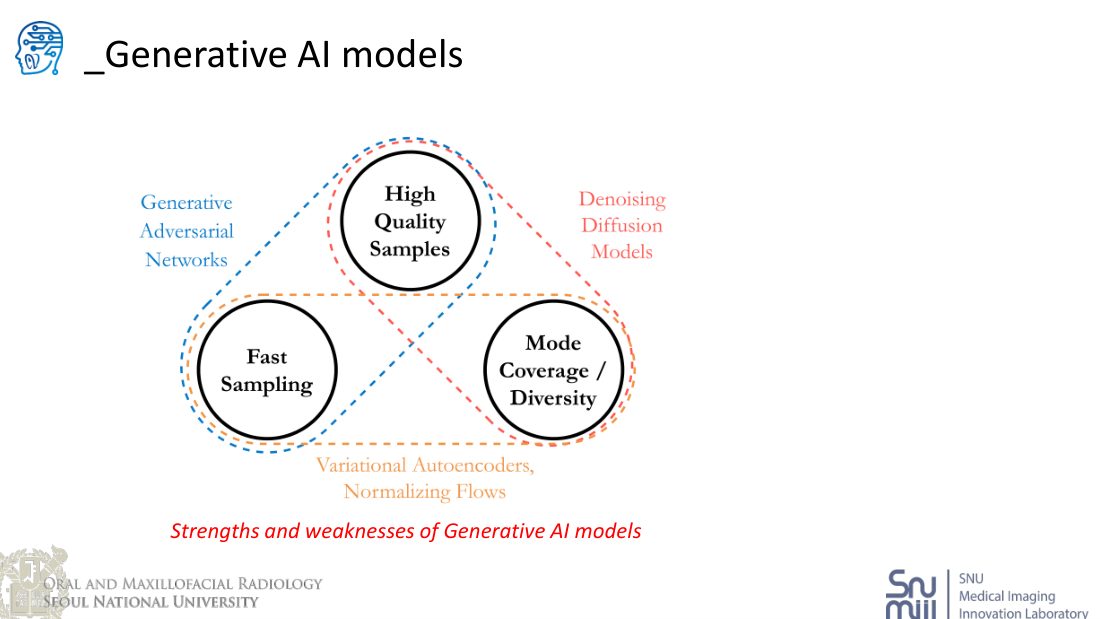 _Generative AI models
High
Quality
Samples
Generative
Adversarial
Networks
Denoising
Diffusion
Models
Fast
Sampling
Mode
Coverage /
Diversity
Variational Autoencoders,
Normalizing Flows
Strengths and weaknesses of Generative AI models
ORAL AND MAXILLOFACIAL RADIOLOGY
SEOUL NATIONAL UNIVERSITY
SNU
mill
SNU
Medical Imaging
Innovation Laboratory